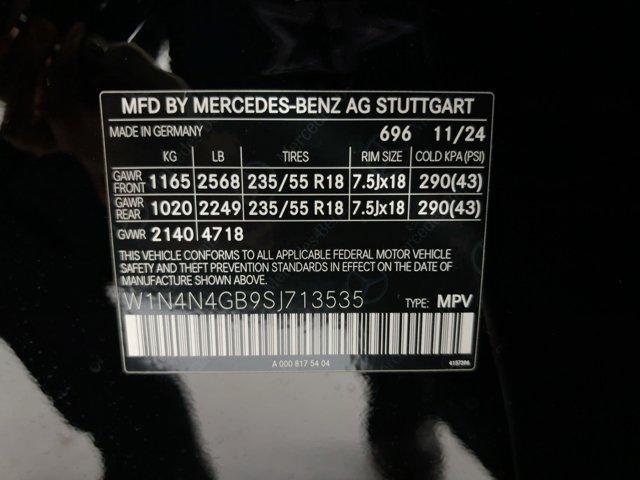 MFD BY MERCEDES-BENZ AG STUTTGART
MADE IN GERMANY 696 11/24
KG LB TIRES RIM SIZE COLD KPA (PSI)
GAWR FRONT 1165 2568 235/55 R18 7.5Jx18 290(43)
GAWR REAR 1020 2249 235/55 R18 7.5Jx18 290(43)
GVWR 2140 4718
THIS VEHICLE CONFORMS TO ALL APPLICABLE FEDERAL MOTOR VEHICLE
SAFETY AND THEFT PREVENTION STANDARDS IN EFFECT ON THE DATE
OF MANUFACTURE SHOWN ABOVE.
W1N4N4GB9SJ713535 TYPE: MPV
A 000 817 54 04